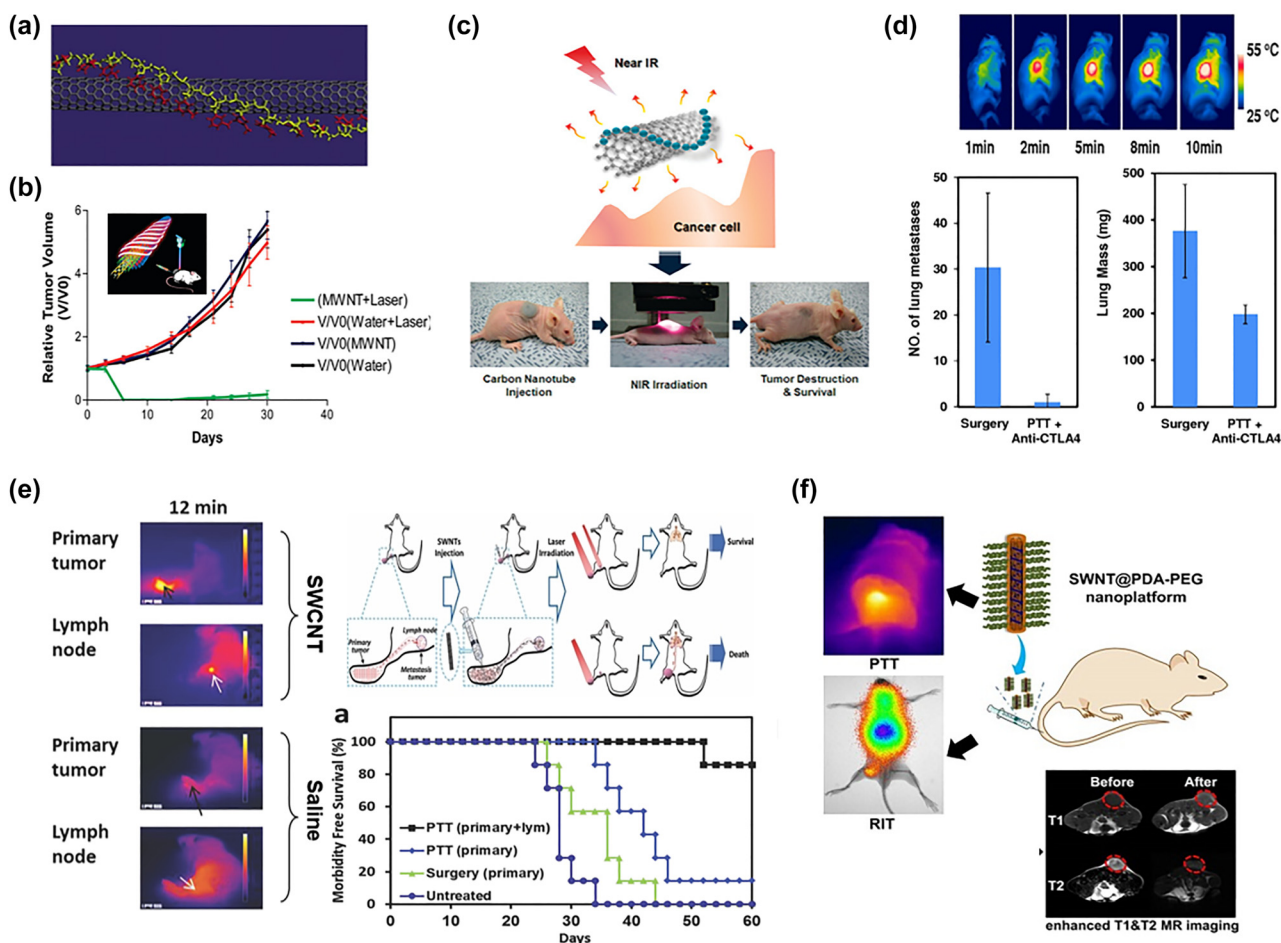 (a)
(b)
Relative Tumor Volume
(V/V0)
6
4
2
0
0
10
20
30
40
Days
(MWNT+Laser)
V/V0(Water+Laser)
V/V0(MWNT)
V/V0(Water)
(c)
Near IR
Cancer cell
Carbon Nanotube
Injection
NIR Irradiation
Tumor Destruction
& Survival
(d)
55 ºC
25 ºC
1min
2min
5min
8min
10min
NO. of lung metastases
50
40
30
20
10
0
Surgery
PTT +
Anti-CTLA4
Lung Mass (mg)
500
400
300
200
100
0
Surgery
PTT +
Anti-CTLA4
(e)
12 min
Primary
tumor
Lymph
node
SWCNT
Primary
tumor
Lymph
node
Saline
SWNTs
Injection
Laser
Irradiation
Survival
Death
Primary
tumor
Lymph node
Metastasis
tumor
a
Morbidity Free Survival (%)
100
80
60
40
20
0
PTT (primary+lym)
PTT (primary)
Surgery (primary)
Untreated
0
10
20
30
40
50
60
Days
(f)
PTT
RIT
SWNT@PDA-PEG
nanoplatform
Before
After
T1
T2
enhanced T1&T2 MR imaging